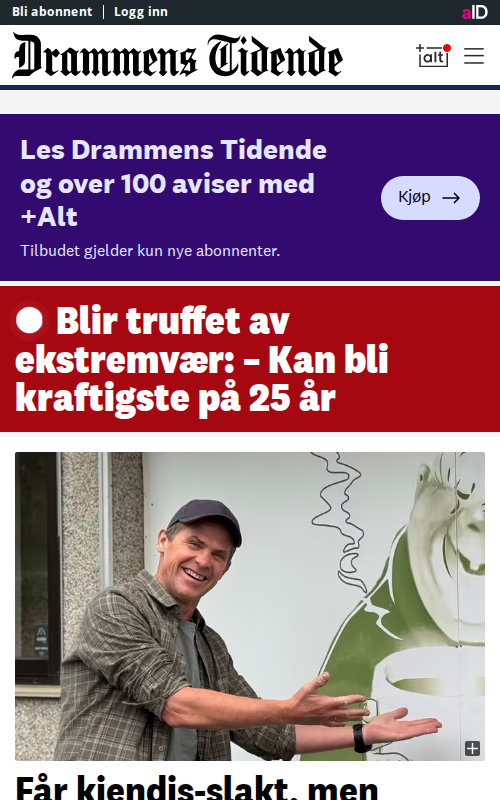 Bli abonnent | Logg inn
aID
Drammens Tidende
+alt
Les Drammens Tidende
og over 100 aviser med
+Alt
Kjøp →
Tilbudet gjelder kun nye abonnenter.
Blir truffet av
ekstremvær: – Kan bli
kraftigste på 25 år
Får kjendis-slakt, men